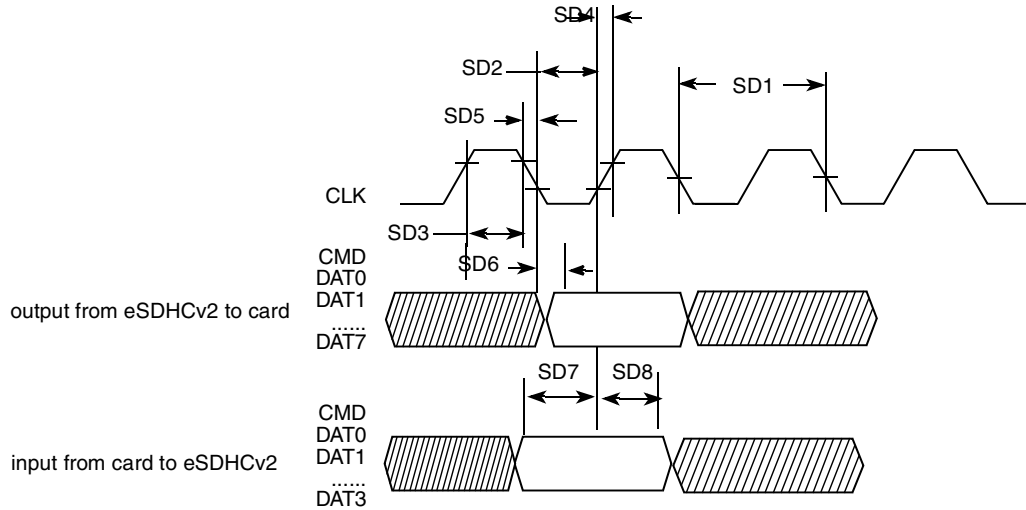 SD4
SD2
SD1
SD5
CLK
SD3
CMD
SD6
DAT0
output from eSDHCv2 to card
DAT1
......
DAT7
SD7
SD8
CMD
DAT0
input from card to eSDHCv2
DAT1
......
DAT3